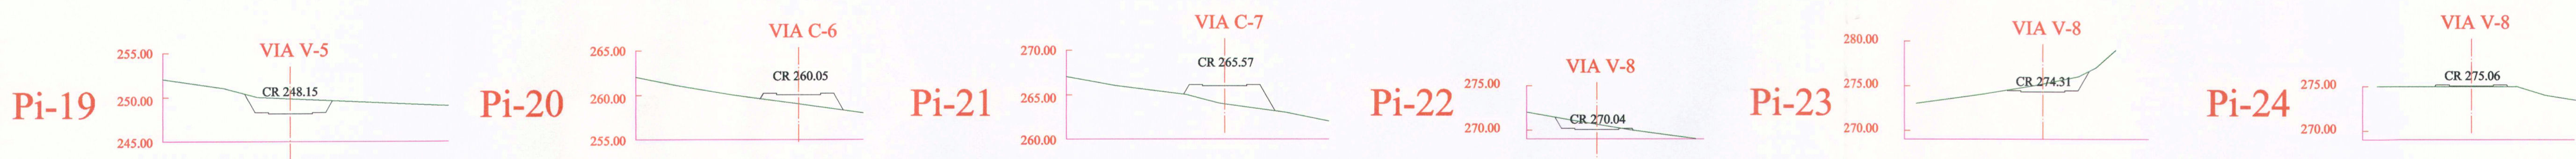 Pi-19
VIA V-5
255.00
250.00
245.00
CR 248.15
Pi-20
VIA C-6
265.00
260.00
255.00
CR 260.05
Pi-21
VIA C-7
270.00
265.00
260.00
CR 265.57
Pi-22
VIA V-8
275.00
270.00
CR 270.04
Pi-23
VIA V-8
280.00
275.00
270.00
CR 274.31
Pi-24
VIA V-8
275.00
270.00
CR 275.06